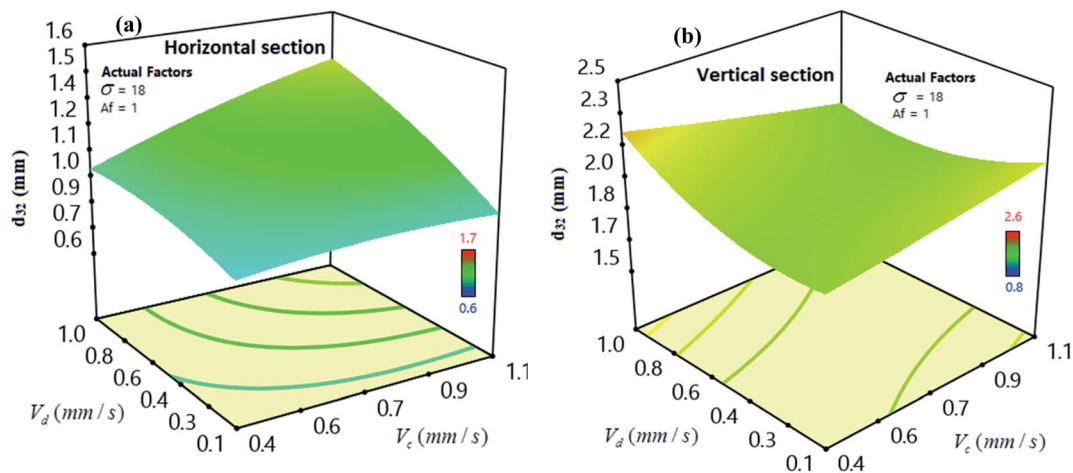 (a)
Horizontal section
Actual Factors
σ = 18
Af = 1
1.6
1.5
1.4
1.3
1.2
1.1
1.0
0.9
0.7
0.6
d32 (mm)
1.7
0.6
1.0
0.8
0.6
0.4
0.3
0.1
Vd (mm / s)
0.4
0.6
0.7
0.9
1.1
Vc (mm / s)
(b)
Vertical section
Actual Factors
σ = 18
Af = 1
2.5
2.3
2.2
2.0
1.8
1.7
1.5
d32 (mm)
2.6
0.8
1.0
0.8
0.6
0.4
0.3
0.1
Vd (mm / s)
0.4
0.6
0.7
0.9
1.1
Vc (mm / s)